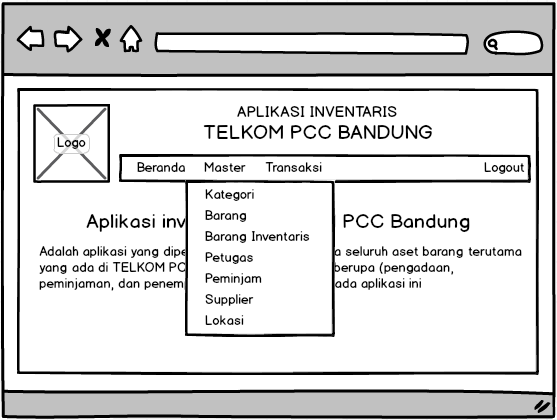 APLIKASI INVENTARIS
TELKOM PCC BANDUNG
Logo
Beranda Master Transaksi Logout
Kategori
Barang
Barang Inventaris
Petugas
Peminjam
Supplier
Lokasi
Aplikasi inv PCC Bandung
Adalah aplikasi yang dipe a seluruh aset barang terutama
yang ada di TELKOM PC berupa (pengadaan,
peminjaman, dan penem ada aplikasi ini